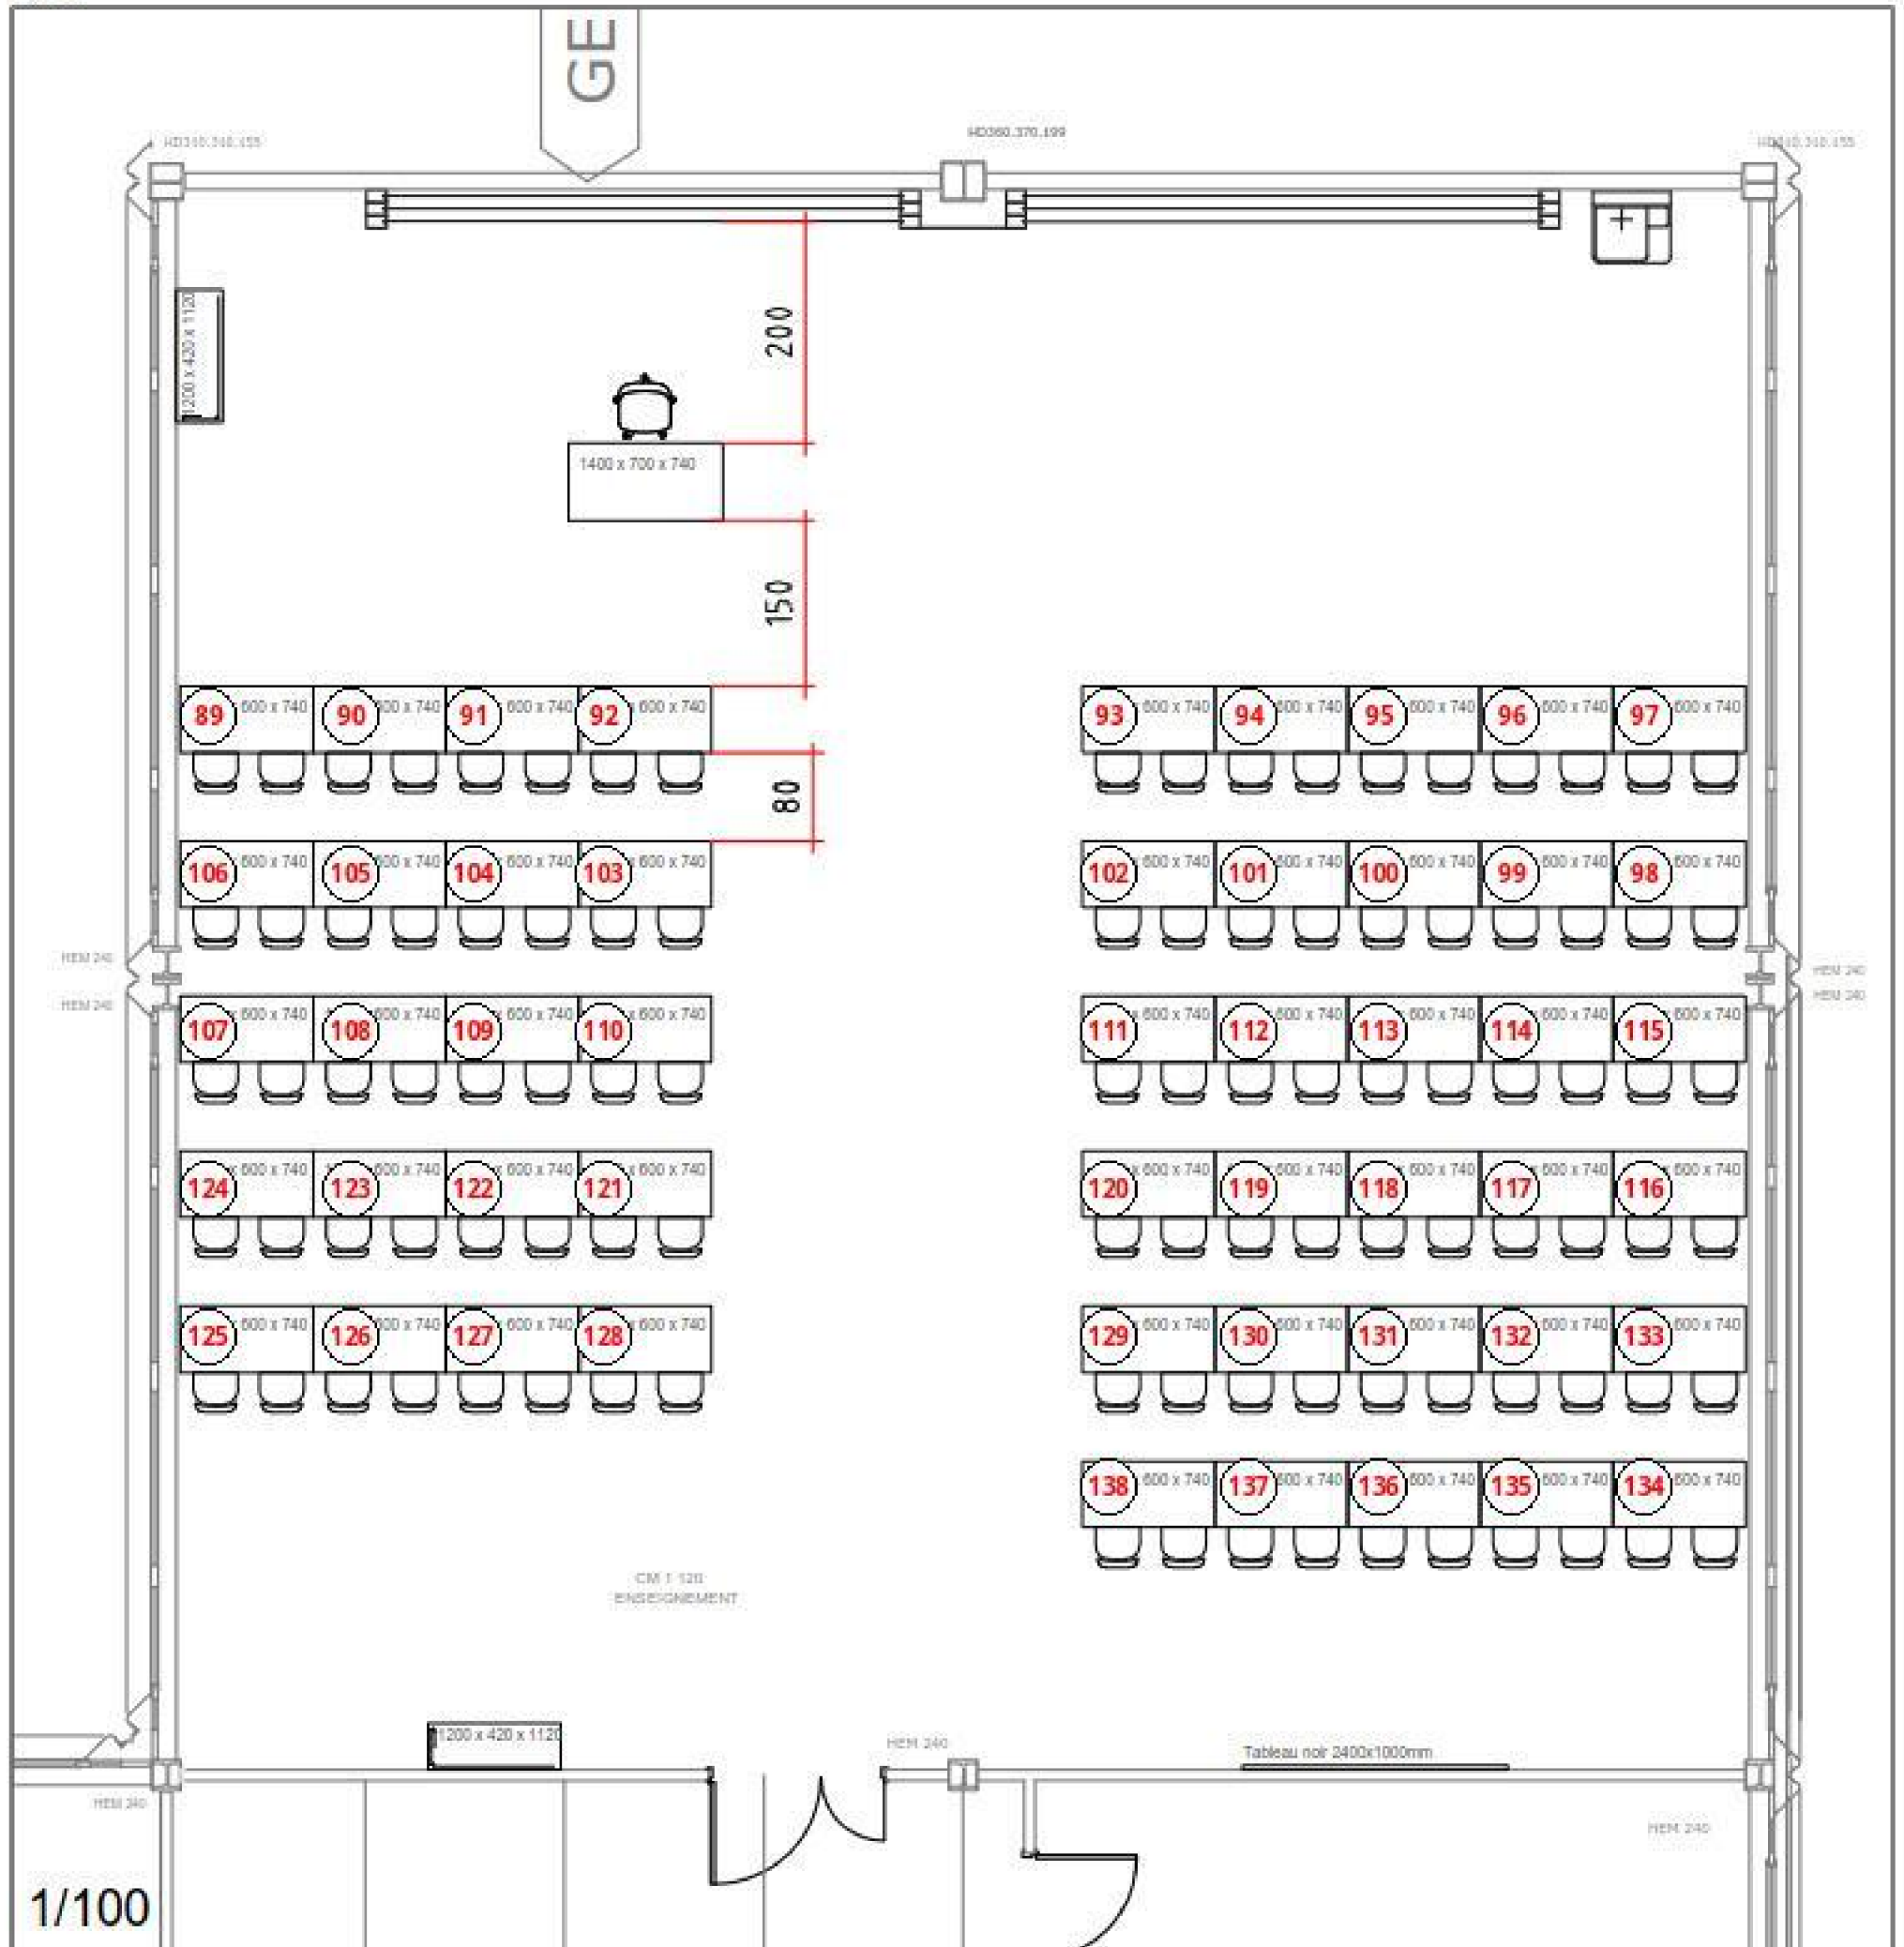 GE
HD360.370.199
1200 x 420 x 1120
200
1400 x 700 x 740
150
89 600 x 740 90 600 x 740 91 600 x 740 92 600 x 740 93 600 x 740 94 600 x 740 95 600 x 740 96 600 x 740 97 600 x 740
80
106 x 600 x 740 105 600 x 740 104 x 600 x 740 103 x 600 x 740 102 x 600 x 740 101 600 x 740 100 600 x 740 99 600 x 740 98 600 x 740
HEM 240 HEM 240
HEM 240 HEM 240
107 x 600 x 740 108 600 x 740 109 x 600 x 740 110 x 600 x 740 111 x 600 x 740 112 600 x 740 113 600 x 740 114 x 600 x 740 115 x 600 x 740
124 x 600 x 740 123 600 x 740 122 x 600 x 740 121 x 600 x 740 120 x 600 x 740 119 600 x 740 118 600 x 740 117 x 600 x 740 116 x 600 x 740
125 600 x 740 126 600 x 740 127 600 x 740 128 600 x 740 129 600 x 740 130 600 x 740 131 600 x 740 132 600 x 740 133 600 x 740
138 600 x 740 137 600 x 740 136 600 x 740 135 600 x 740 134 600 x 740
CM 1 120
ENSEIGNEMENT
1200 x 420 x 1120
HEM 240
Tableau noir 2400x1000mm
HEM 240
HEM 240
1/100